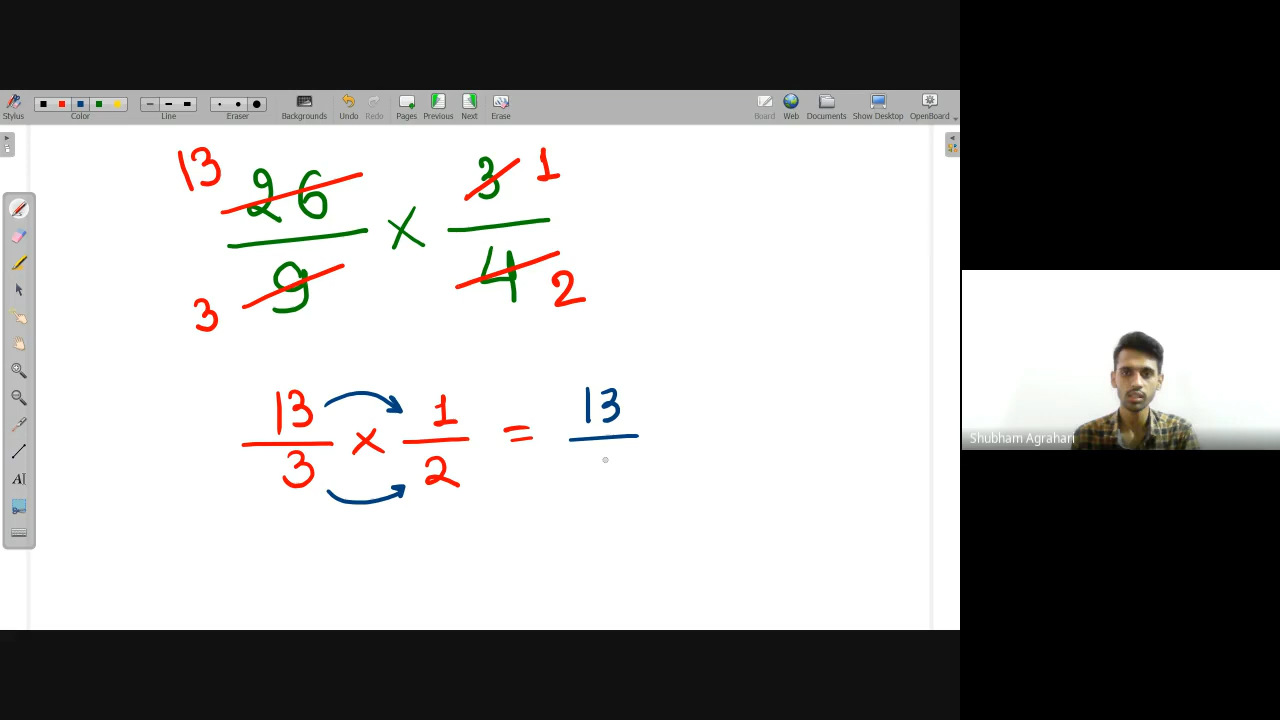 Stylus Color Line Eraser Backgrounds Undo Redo Pages Previous Next Erase Board Web Documents Show Desktop OpenBoard
13 26 3 1
× 
3 9 4 2
13 1 13
× =
3 2
Shubham Agrahari